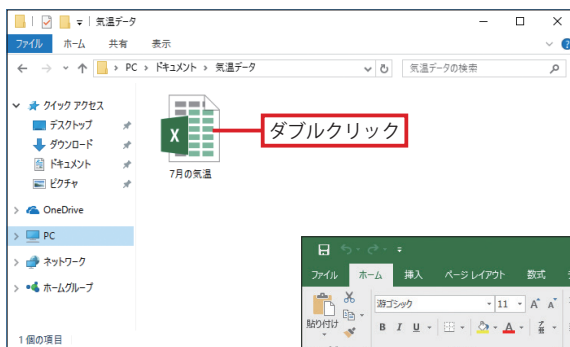 気温データ
ファイル ホーム 共有 表示
PC ドキュメント 気温データ 気温データの検索
クイック アクセス
デスクトップ
ダウンロード
ドキュメント
ピクチャ
OneDrive
PC
ネットワーク
ホームグループ
7月の気温
ダブルクリック
1 個の項目
ファイル ホーム 挿入 ページ レイアウト 数式
貼り付け
游ゴシック 11 A A
B I U A